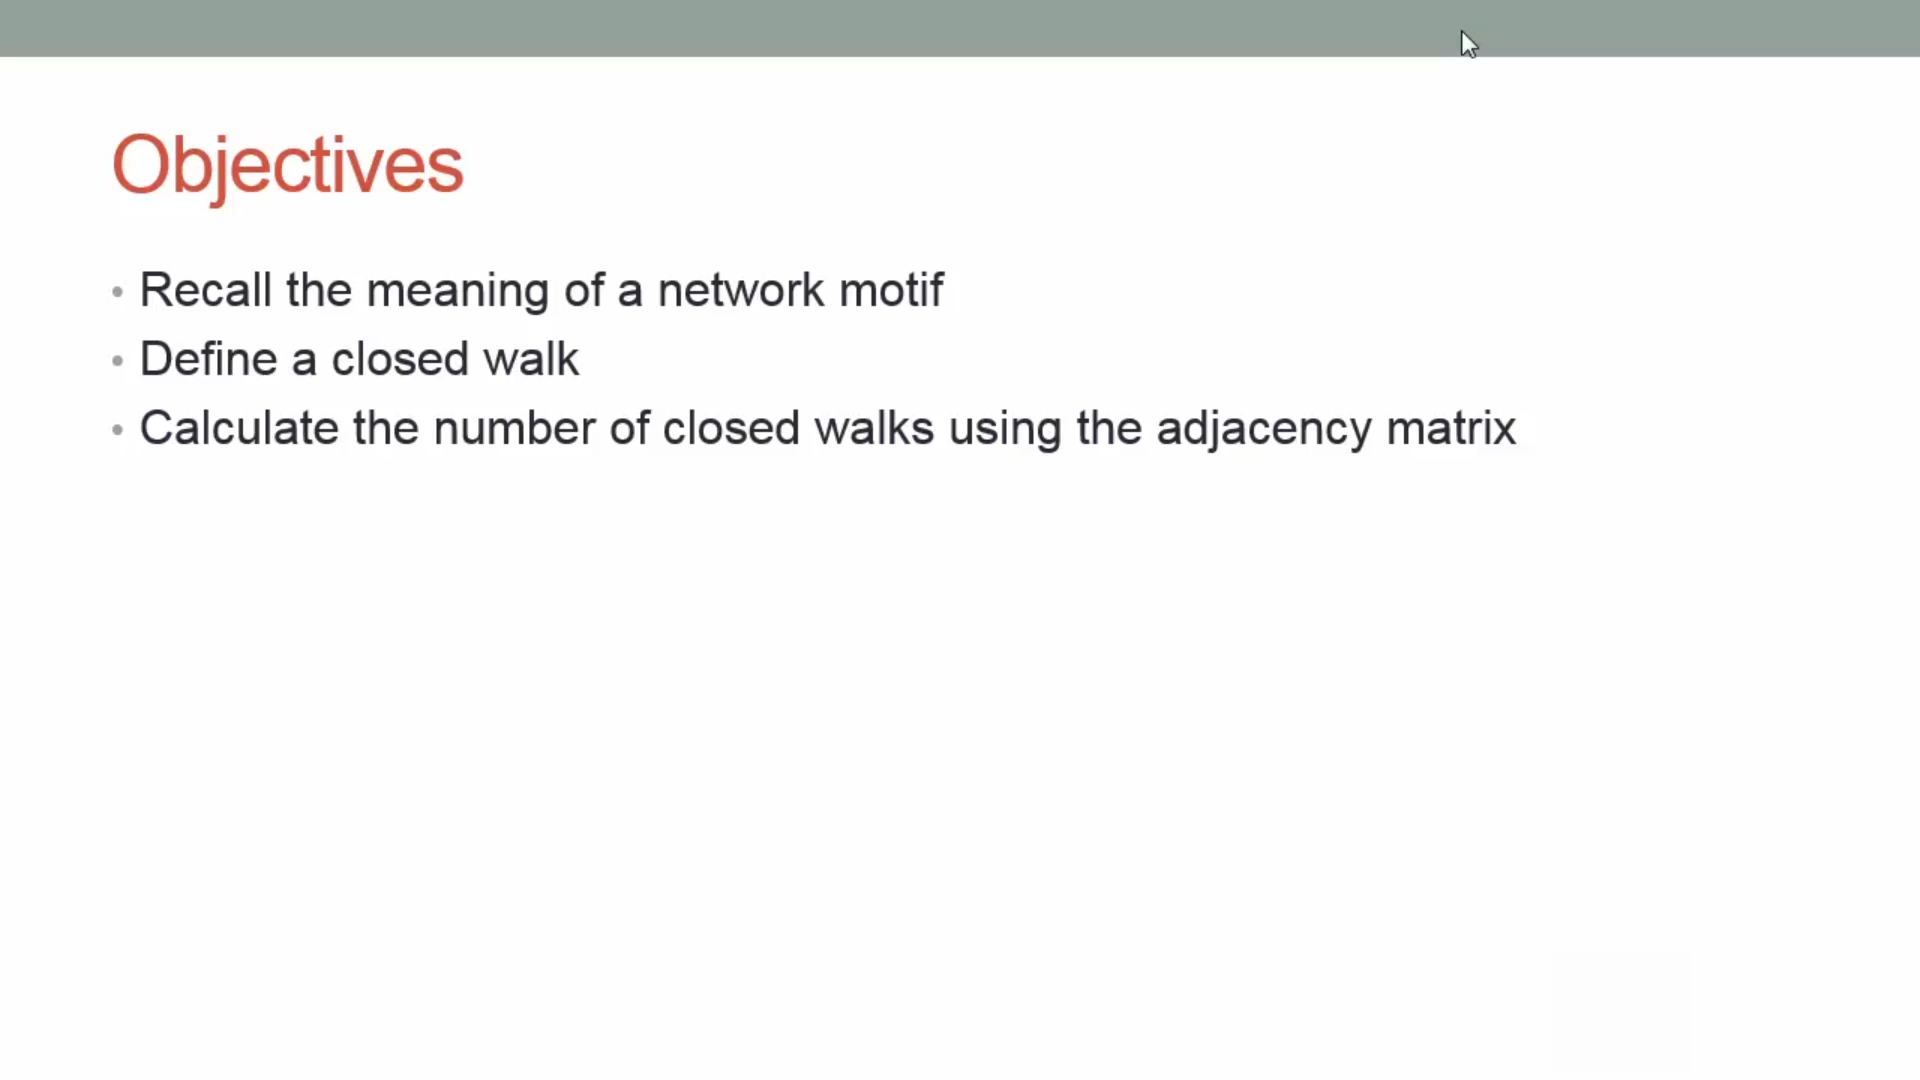 Objectives
• Recall the meaning of a network motif
• Define a closed walk
• Calculate the number of closed walks using the adjacency matrix